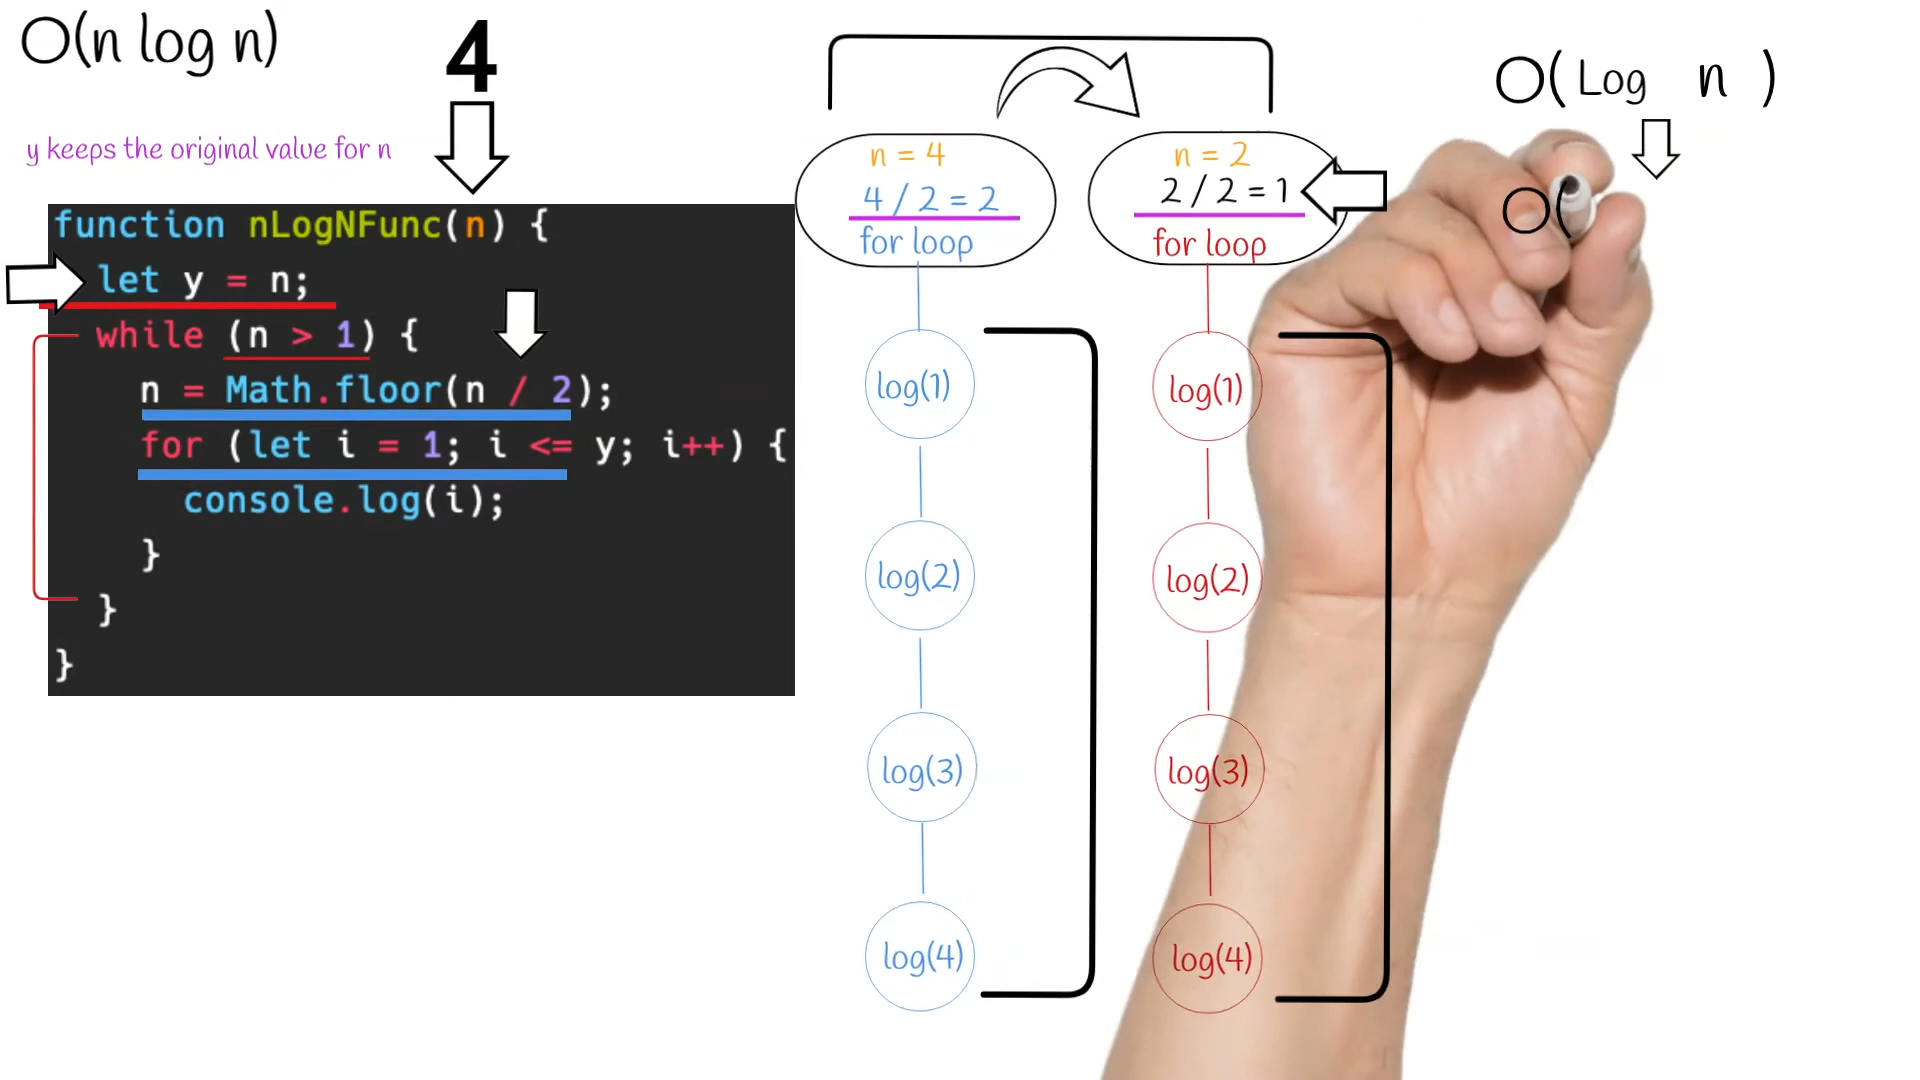 O(n log n)
4
y keeps the original value for n
function nLogNFunc(n) {
let y = n;
while (n > 1) {
n = Math.floor(n / 2);
for (let i = 1; i <= y; i++) {
console.log(i);
}
}
}
n = 4
4 / 2 = 2
for loop
log(1)
log(2)
log(3)
log(4)
n = 2
2 / 2 = 1
for loop
log(1)
log(2)
log(3)
log(4)
O( Log n )
O(